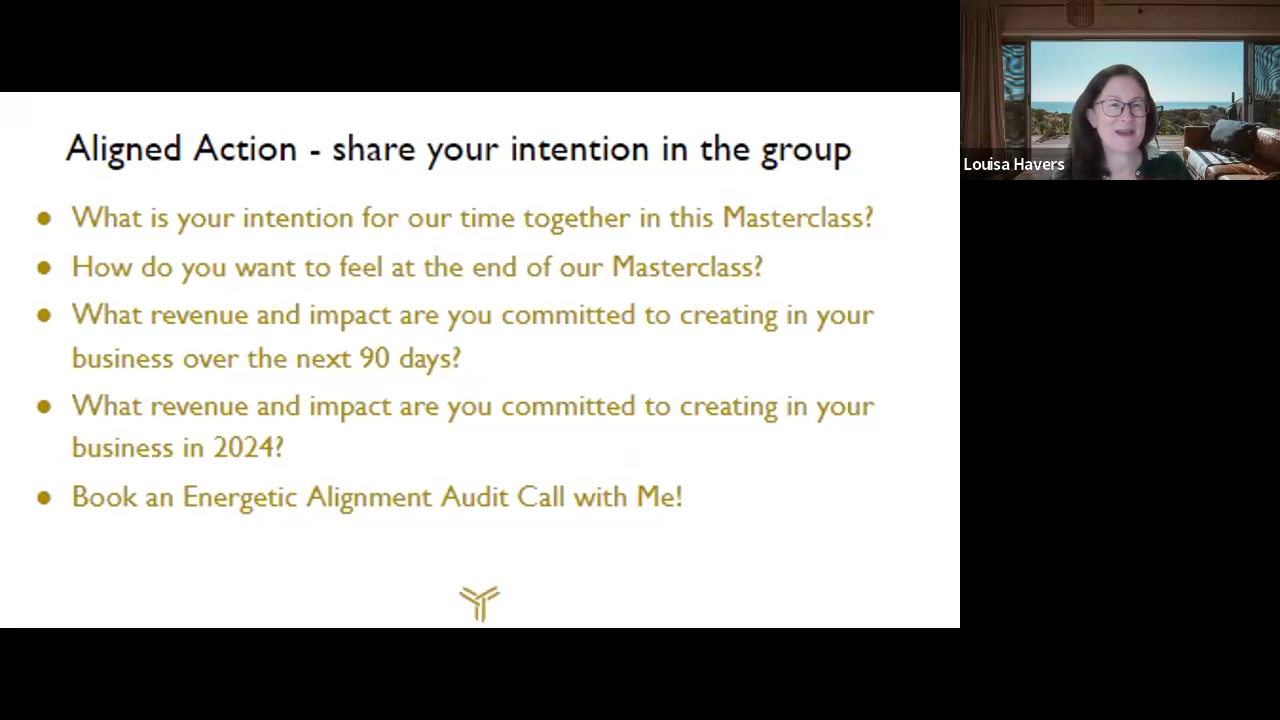 Aligned Action - share your intention in the group
● What is your intention for our time together in this Masterclass?
● How do you want to feel at the end of our Masterclass?
● What revenue and impact are you committed to creating in your
business over the next 90 days?
● What revenue and impact are you committed to creating in your
business in 2024?
● Book an Energetic Alignment Audit Call with Me!
Louisa Havers